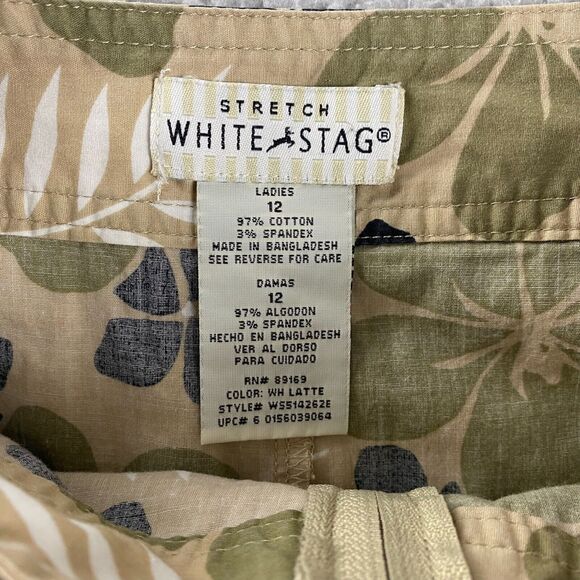 STRETCH
WHITE STAG®
LADIES
12
97% COTTON
3% SPANDEX
MADE IN BANGLADESH
SEE REVERSE FOR CARE
DAMAS
12
97% ALGODON
3% SPANDEX
HECHO EN BANGLADESH
VER AL DORSO
PARA CUIDADO
RN# 89169
COLOR: WH LATTE
STYLE# WS514262E
UPC# 6 0156039064